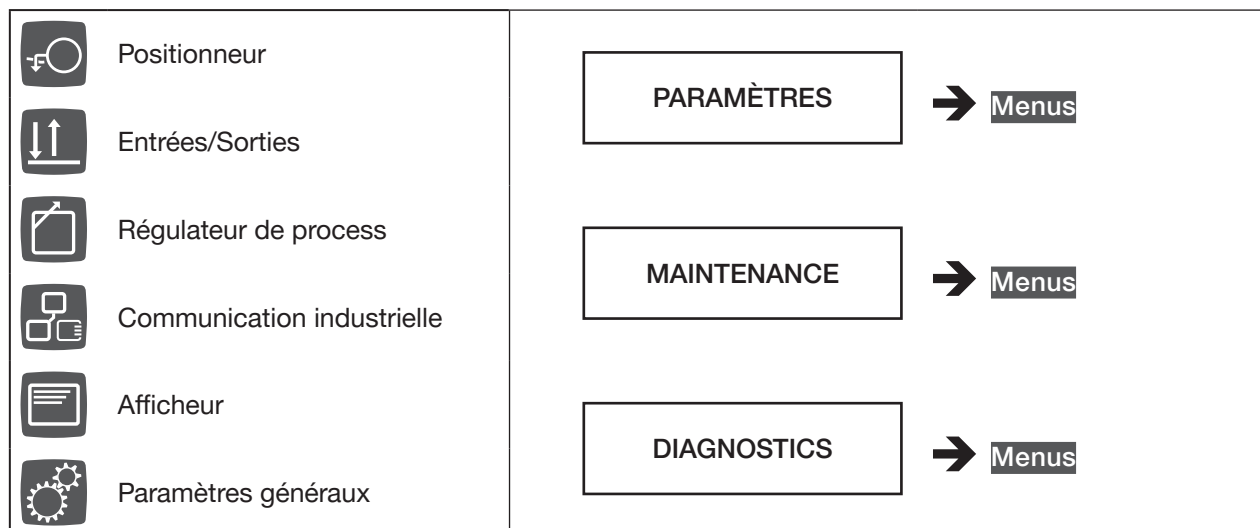 Positionneur
Entrées/Sorties
Régulateur de process
Communication industrielle
Afficheur
Paramètres généraux
PARAMÈTRES
Menus
MAINTENANCE
Menus
DIAGNOSTICS
Menus